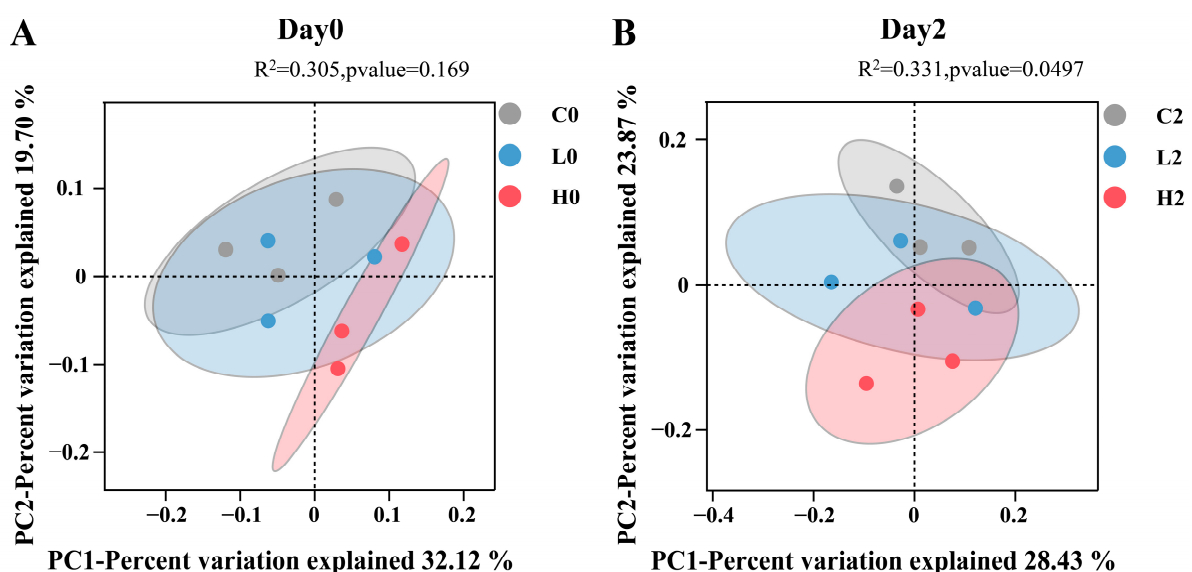 A
Day0
R²=0.305,pvalue=0.169
PC2-Percent variation explained 19.70 %
0.1
0
−0.1
−0.2
−0.2
−0.1
0
0.1
0.2
PC1-Percent variation explained 32.12 %
C0
L0
H0
B
Day2
R²=0.331,pvalue=0.0497
PC2-Percent variation explained 23.87 %
0.2
0
−0.2
−0.4
−0.2
0
0.2
PC1-Percent variation explained 28.43 %
C2
L2
H2